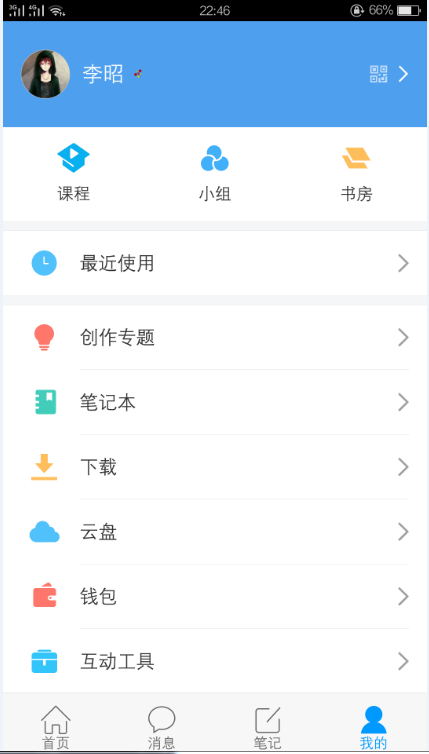 3G 4G 22:46 66%
李昭
课程 小组 书房
最近使用
创作专题
笔记本
下载
云盘
钱包
互动工具
首页 消息 笔记 我的